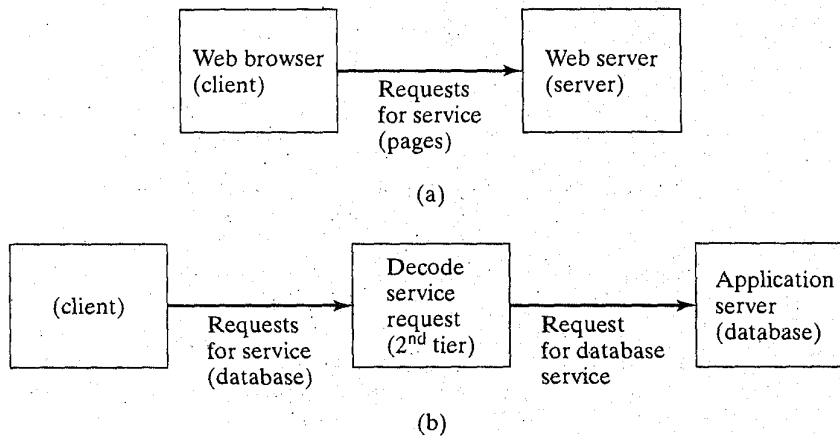 Web browser
(client)
Requests
for service
(pages)
Web server
(server)
(a)
(client)
Requests
for service
(database)
Decode
service
request
(2nd tier)
Request
for database
service
Application
server
(database)
(b)